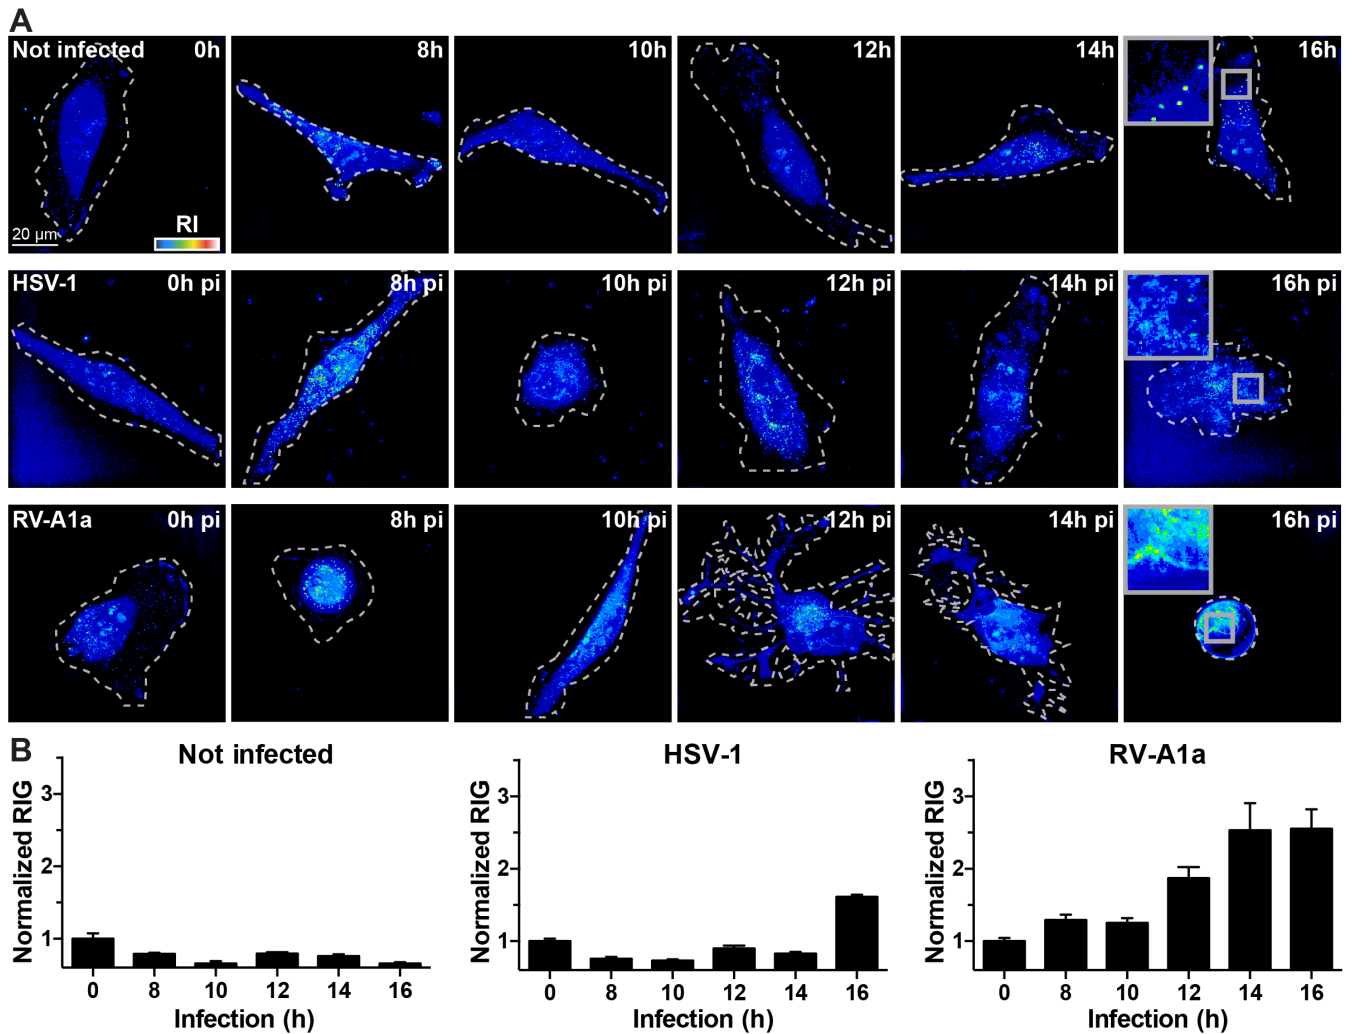 A
Not infected 0h
8h
10h
12h
14h
16h
20 µm
RI
HSV-1 0h pi
8h pi
10h pi
12h pi
14h pi
16h pi
RV-A1a 0h pi
8h pi
10h pi
12h pi
14h pi
16h pi
B
Not infected
Normalized RIG
3
2
1
0 8 10 12 14 16
Infection (h)
HSV-1
Normalized RIG
3
2
1
0 8 10 12 14 16
Infection (h)
RV-A1a
Normalized RIG
3
2
1
0 8 10 12 14 16
Infection (h)